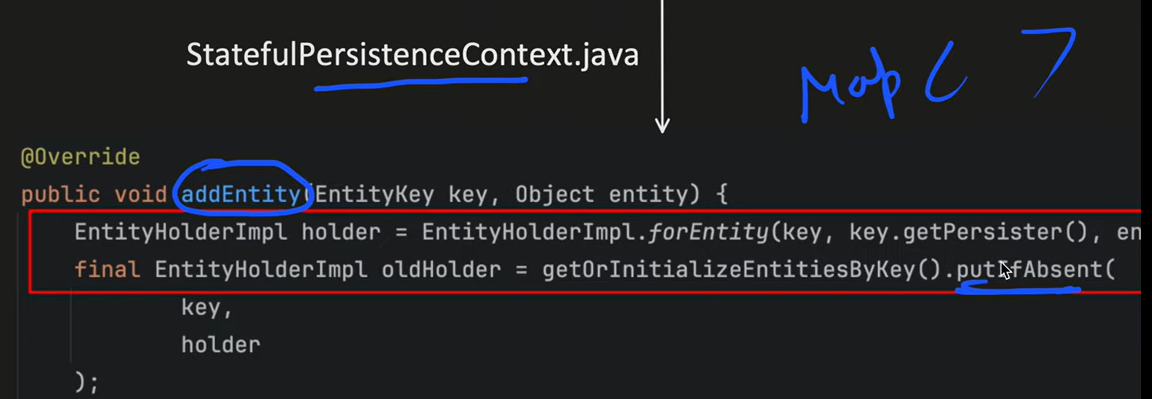 StatefulPersistenceContext.java
Map ( >
@Override
public void addEntity(EntityKey key, Object entity) {
EntityHolderImpl holder = EntityHolderImpl.forEntity(key, key.getPersister(), en
final EntityHolderImpl oldHolder = getOrInitializeEntitiesByKey().putIfAbsent(
key,
holder
);